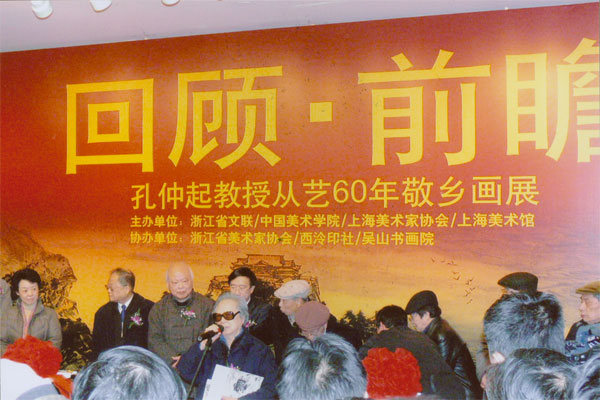 回顾·前瞻
孔仲起教授从艺60年敬乡画展
主办单位：浙江省文联/中国美术学院/上海美术家协会/上海美术馆
协办单位：浙江省美术家协会/西泠印社/吴山书画院